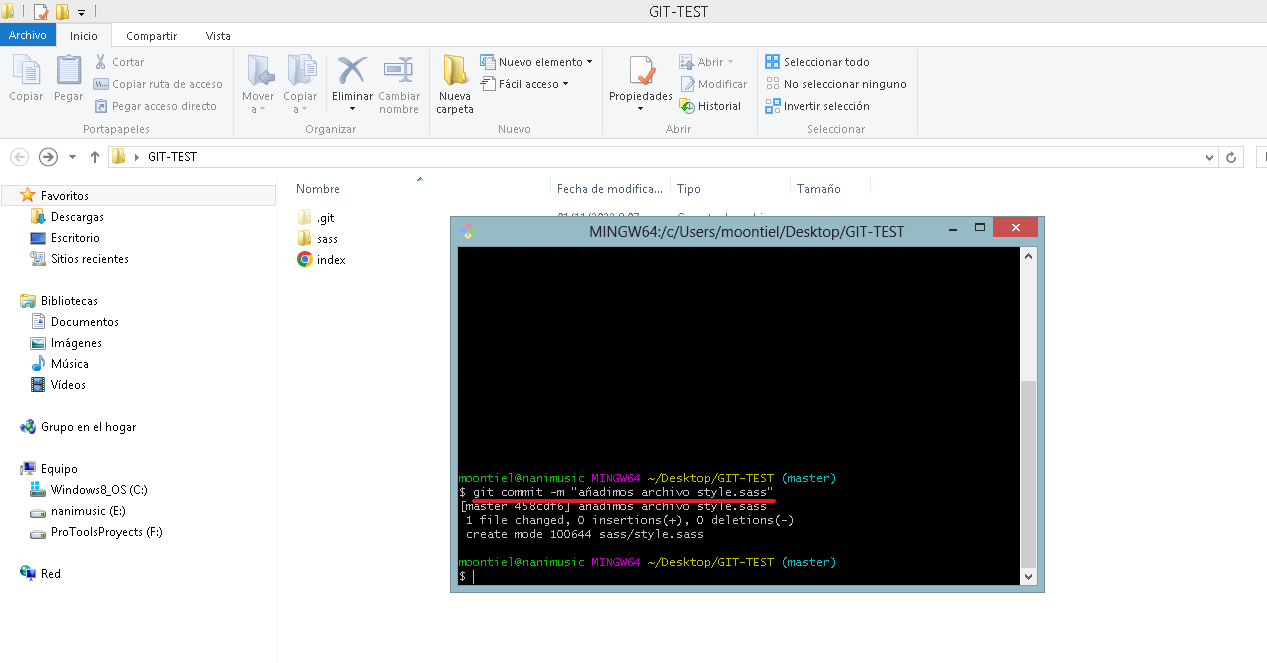 GIT-TEST
Archivo Inicio Compartir Vista
Copiar
Pegar
Cortar
Copiar ruta de acceso
Pegar acceso directo
Portapapeles
Mover a
Copiar a
Eliminar
Cambiar nombre
Organizar
Nueva carpeta
Nuevo elemento
Fácil acceso
Nuevo
Propiedades
Abrir
Modificar
Historial
Abrir
Seleccionar todo
No seleccionar ninguno
Invertir selección
Seleccionar
GIT-TEST
Favoritos
Descargas
Escritorio
Sitios recientes
Bibliotecas
Documentos
Imágenes
Música
Vídeos
Grupo en el hogar
Equipo
Windows8_OS (C:)
nanimusic (E:)
ProToolsProyects (F:)
Red
Nombre Fecha de modifica... Tipo Tamaño
.git
sass
index
MINGW64:/c/Users/moontiel/Desktop/GIT-TEST
moontiel@nanimusic MINGW64 ~/Desktop/GIT-TEST (master)
$ git commit -m "añadimos archivo style.sass"
[master 458cdf6] añadimos archivo style.sass
1 file changed, 0 insertions(+), 0 deletions(-)
create mode 100644 sass/style.sass
moontiel@nanimusic MINGW64 ~/Desktop/GIT-TEST (master)
$